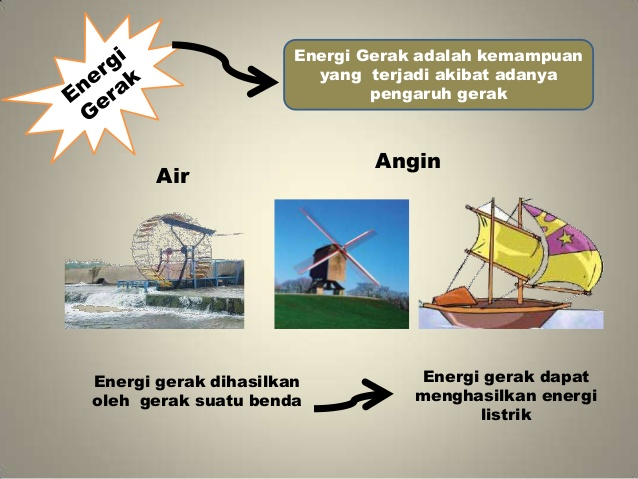 Energi
Gerak
Energi Gerak adalah kemampuan
yang terjadi akibat adanya
pengaruh gerak
Air
Angin
Energi gerak dihasilkan
oleh gerak suatu benda
Energi gerak dapat
menghasilkan energi
listrik